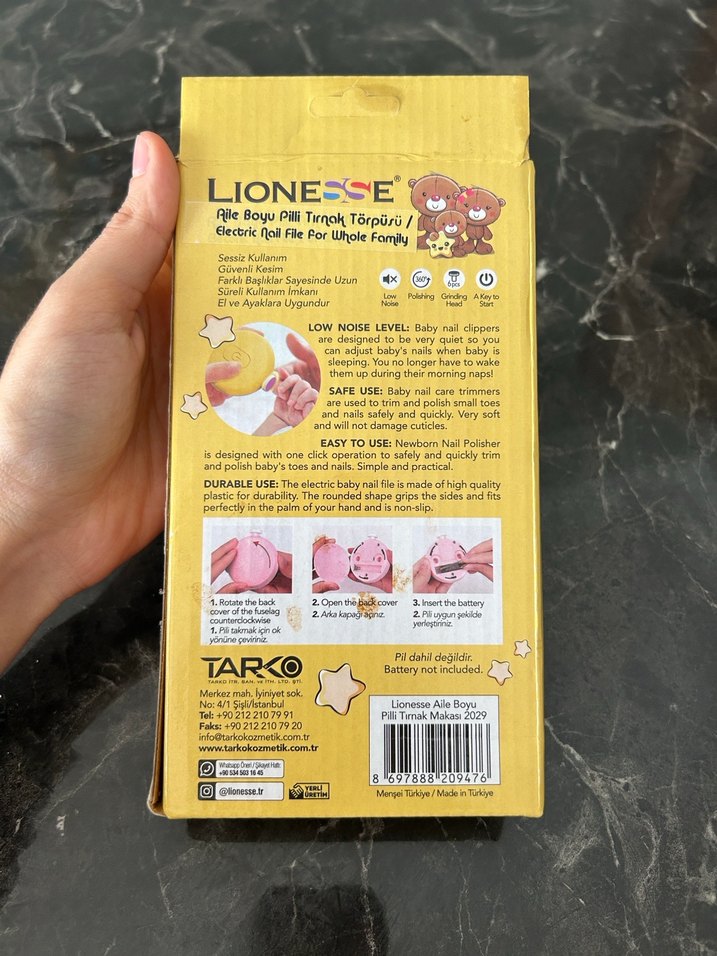 LIONESSE®
Aile Boyu Pilli Tırnak Törpüsü /
Electric Nail File For Whole Family
Sessiz Kullanım
Güvenli Kesim
Farklı Başlıklar Sayesinde Uzun
Süreli Kullanım İmkanı
El ve Ayaklara Uygundur
Low
Noise
360°
Polishing
6 pcs
Grinding
Head
A Key to
Start
LOW NOISE LEVEL: Baby nail clippers
are designed to be very quiet so you
can adjust baby's nails when baby is
sleeping. You no longer have to wake
them up during their morning naps!
SAFE USE: Baby nail care trimmers
are used to trim and polish small toes
and nails safely and quickly. Very soft
and will not damage cuticles.
EASY TO USE: Newborn Nail Polisher
is designed with one click operation to safely and quickly trim
and polish baby's toes and nails. Simple and practical.
DURABLE USE: The electric baby nail file is made of high quality
plastic for durability. The rounded shape grips the sides and fits
perfectly in the palm of your hand and is non-slip.
1. Rotate the back
cover of the fuselag
counterclockwise
1. Pili takmak için ok
yönüne çeviriniz.
2. Open the back cover
2. Arka kapağı açınız.
3. Insert the battery
2. Pili uygun şekilde
yerleştiriniz.
TARKO
TARKO ITR. SAN. VE İTH. LTD. ŞTİ.
Merkez mah. İyiniyet sok.
No: 4/1 Şişli/İstanbul
Tel: +90 212 210 79 91
Faks: +90 212 210 79 20
info@tarkokozmetik.com.tr
www.tarkokozmetik.com.tr
Whatsapp Öneri / Şikayet Hattı
+90 534 503 16 45
@lionesse.tr
YERLİ
ÜRETİM
Pil dahil değildir.
Battery not included.
Lionesse Aile Boyu
Pilli Tırnak Makası 2029
8 697888 209476
Menşei Türkiye / Made in Türkiye